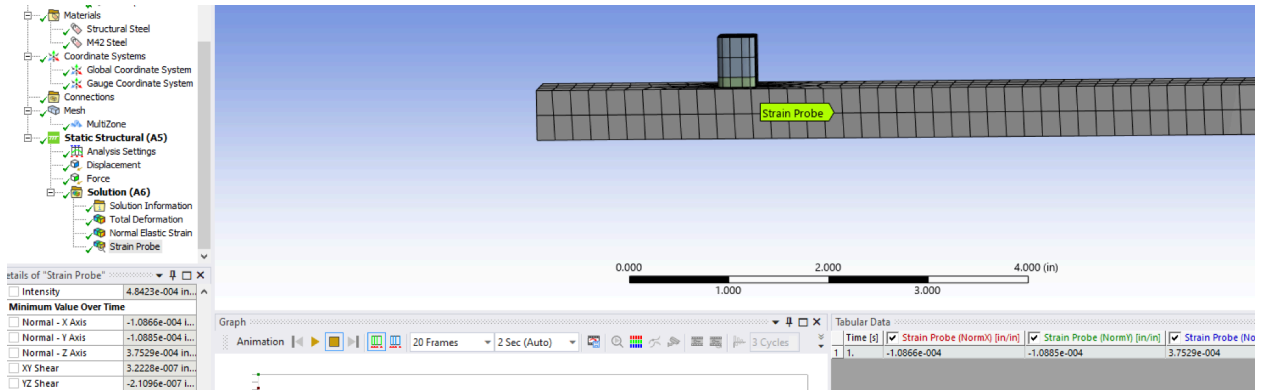 Materials
Structural Steel
M42 Steel
Coordinate Systems
Global Coordinate System
Gauge Coordinate System
Connections
Mesh
MultiZone
Static Structural (A5)
Analysis Settings
Displacement
Force
Solution (A6)
Solution Information
Total Deformation
Normal Elastic Strain
Strain Probe
Strain Probe
0.000 2.000 4.000 (in)
1.000 3.000
etails of "Strain Probe"
Intensity 4.8423e-004 in...
Minimum Value Over Time
Normal - X Axis -1.0866e-004 i...
Normal - Y Axis -1.0885e-004 i...
Normal - Z Axis 3.7529e-004 in...
XY Shear 3.2228e-007 in...
YZ Shear -2.1096e-007 i...
Graph
Animation 20 Frames 2 Sec (Auto) 3 Cycles
Tabular Data
Time [s] Strain Probe (NormX) [in/in] Strain Probe (NormY) [in/in] Strain Probe (No
1 1. -1.0866e-004 -1.0885e-004 3.7529e-004